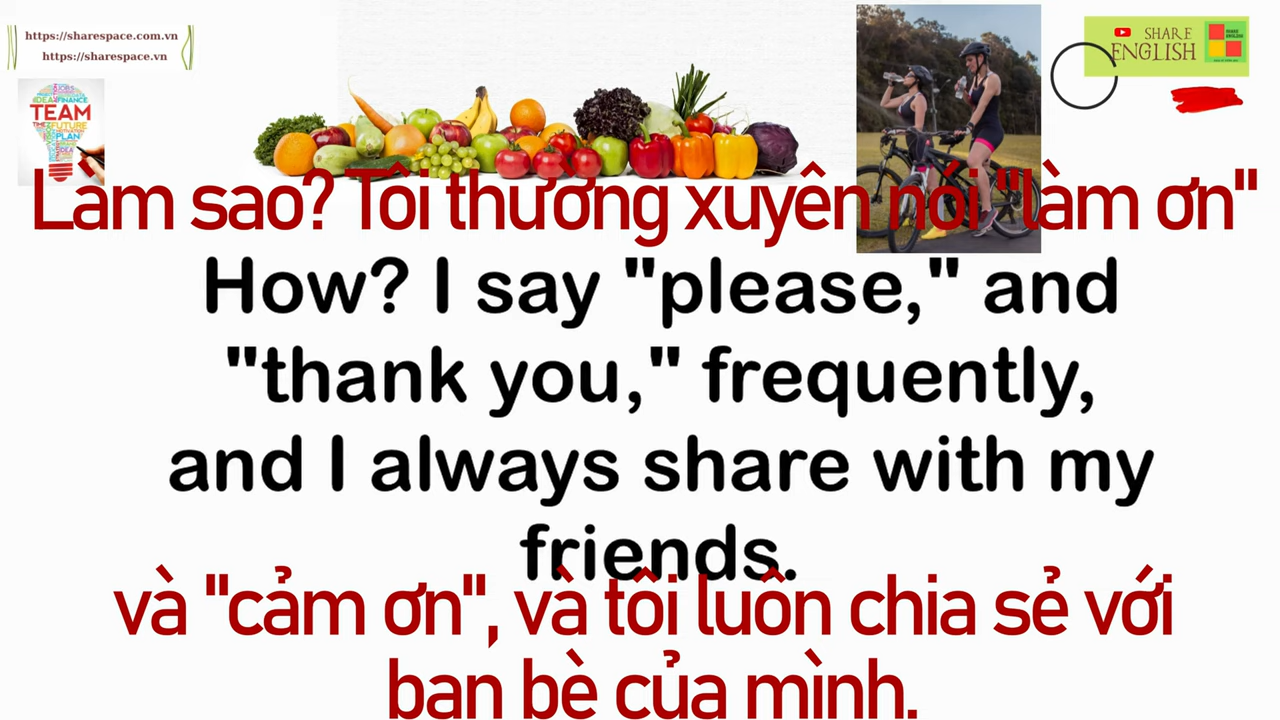 https://sharespace.com.vn
https://sharespace.vn
SHARE
ENGLISH
TEAM
FUTURE
PLAN
Làm sao? Tôi thường xuyên nói "làm ơn"
How? I say "please," and
"thank you," frequently,
and I always share with my
friends.
và "cảm ơn", và tôi luôn chia sẻ với
bạn bè của mình.